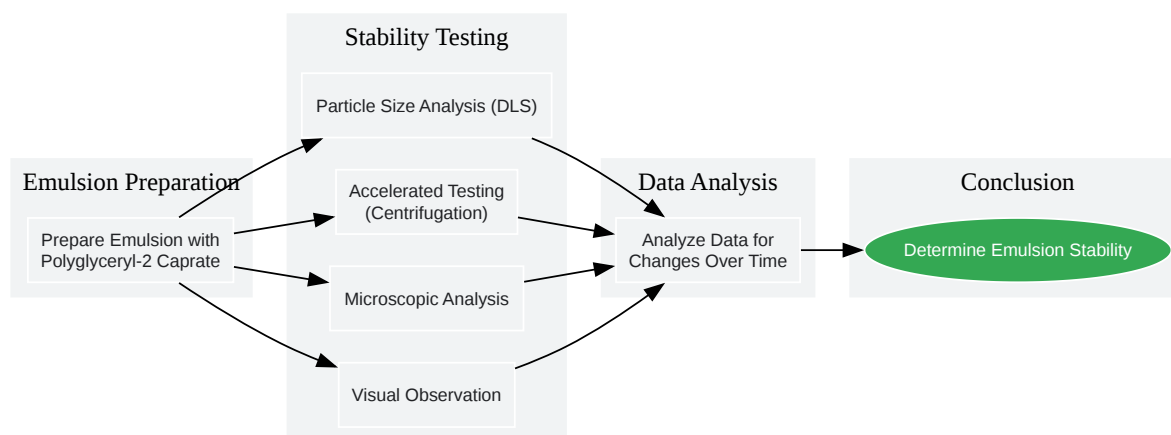 Stability Testing
Particle Size Analysis (DLS)
Emulsion Preparation
Data Analysis
Conclusion
Accelerated Testing
(Centrifugation)
Prepare Emulsion with
Polyglyceryl-2 Caprate
Analyze Data for
Changes Over Time
Determine Emulsion Stability
Microscopic Analysis
Visual Observation